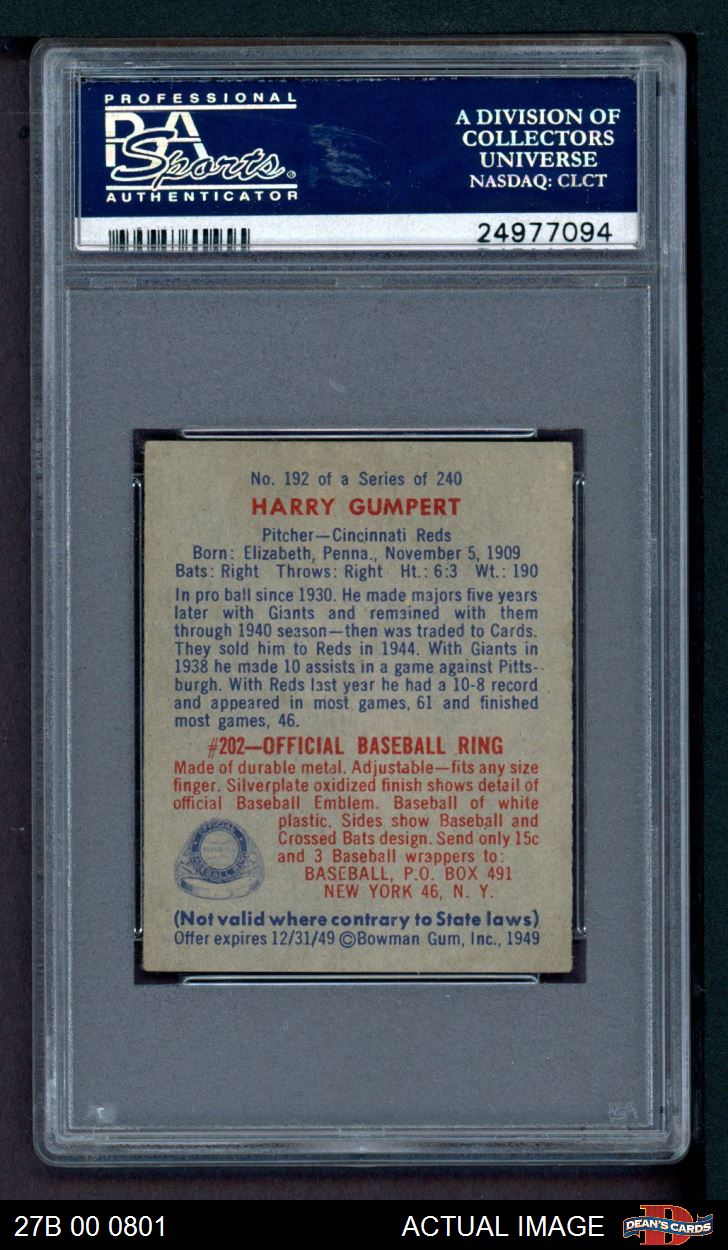 PROFESSIONAL
PSA
Sports
AUTHENTICATOR
A DIVISION OF
COLLECTORS
UNIVERSE
NASDAQ: CLCT
24977094
No. 192 of a Series of 240
HARRY GUMPERT
Pitcher—Cincinnati Reds
Born: Elizabeth, Penna., November 5, 1909
Bats: Right Throws: Right Ht.: 6:3 Wt.: 190
In pro ball since 1930. He made majors five years
later with Giants and remained with them
through 1940 season—then was traded to Cards.
They sold him to Reds in 1944. With Giants in
1938 he made 10 assists in a game against Pitts-
burgh. With Reds last year he had a 10-8 record
and appeared in most games, 61 and finished
most games, 46.
#202—OFFICIAL BASEBALL RING
Made of durable metal. Adjustable—fits any size
finger. Silverplate oxidized finish shows detail of
official Baseball Emblem. Baseball of white
plastic. Sides show Baseball and
Crossed Bats design. Send only 15c
and 3 Baseball wrappers to:
BASEBALL, P.O. BOX 491
NEW YORK 46, N. Y.
OFFICIAL
BASEBALL RING
(Not valid where contrary to State laws)
Offer expires 12/31/49 ©Bowman Gum, Inc., 1949
27B 00 0801
ACTUAL IMAGE
DEAN'S CARDS